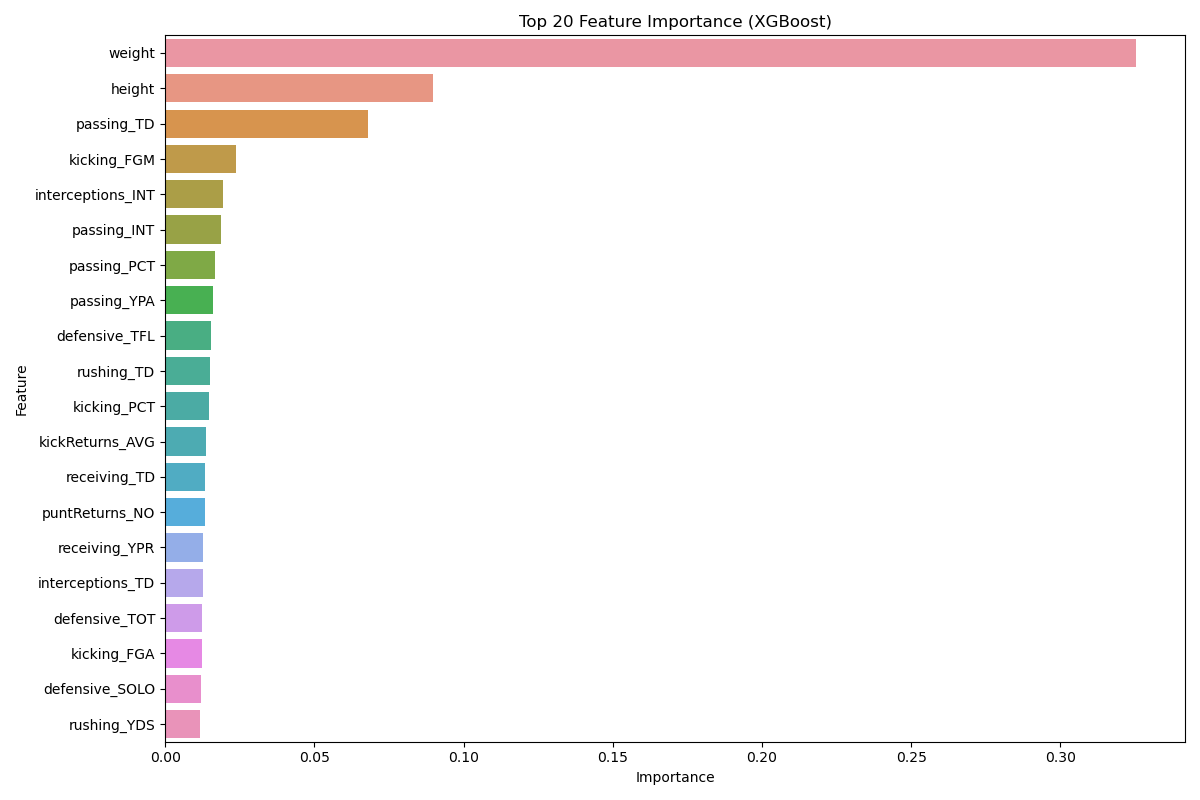 Top 20 Feature Importance (XGBoost)
weight
height
passing_TD
kicking_FGM
interceptions_INT
passing_INT
passing_PCT
passing_YPA
defensive_TFL
rushing_TD
kicking_PCT
kickReturns_AVG
receiving_TD
puntReturns_NO
receiving_YPR
interceptions_TD
defensive_TOT
kicking_FGA
defensive_SOLO
rushing_YDS
Feature
0.00 0.05 0.10 0.15 0.20 0.25 0.30
Importance